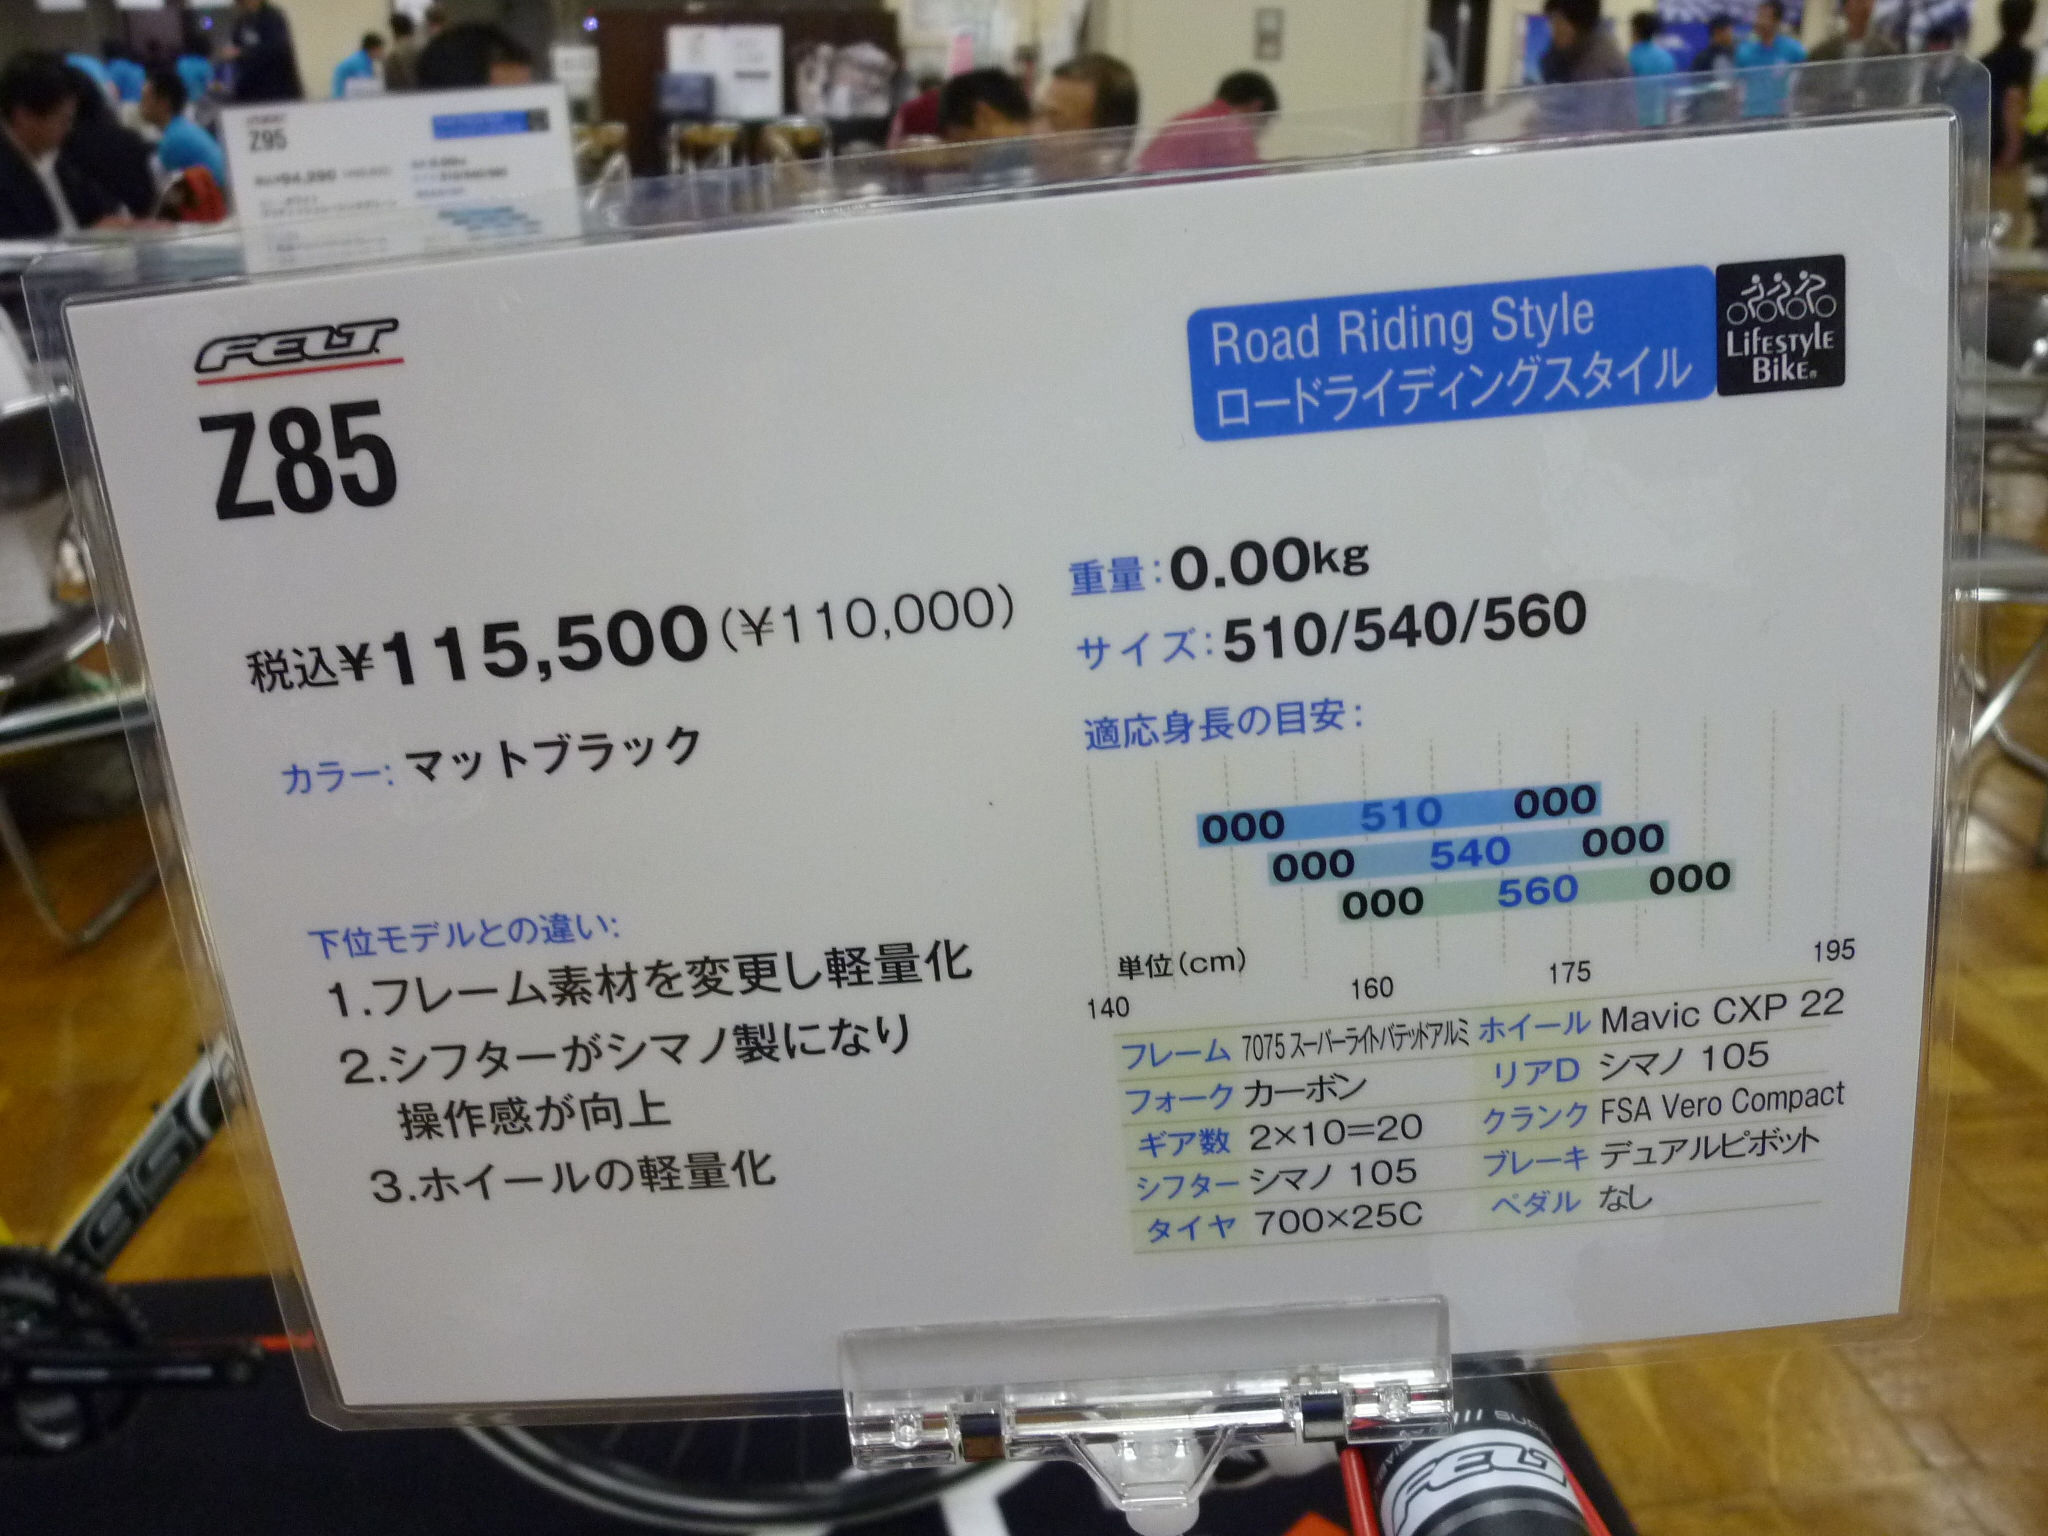 Z95
FELT
Z85
Road Riding Style
ロードライディングスタイル
LifEstylE
BikE
税込¥115,500(¥110,000)
カラー: マットブラック
重量: 0.00kg
サイズ: 510/540/560
適応身長の目安:
000 510 000
000 540 000
000 560 000
単位(cm)
140 160 175 195
下位モデルとの違い:
1.フレーム素材を変更し軽量化
2.シフターがシマノ製になり
操作感が向上
3.ホイールの軽量化
フレーム 7075 スーパーライトバテッドアルミ ホイール Mavic CXP 22
フォーク カーボン リアD シマノ 105
ギア数 2×10=20 クランク FSA Vero Compact
シフター シマノ 105 ブレーキ デュアルピボット
タイヤ 700×25C ペダル なし
FELT